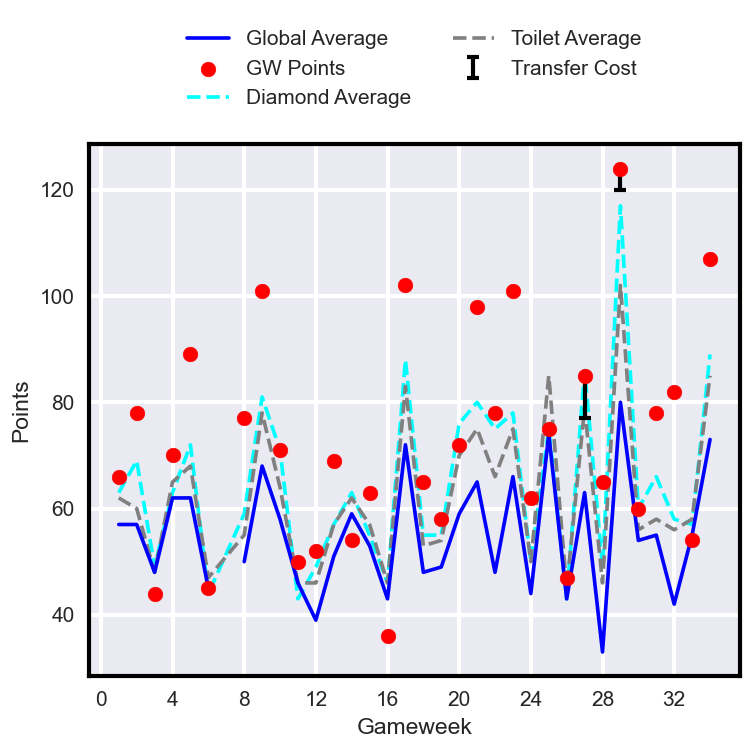 Global Average
GW Points
Diamond Average
Toilet Average
Transfer Cost
120
100
80
60
40
Points
0 4 8 12 16 20 24 28 32
Gameweek